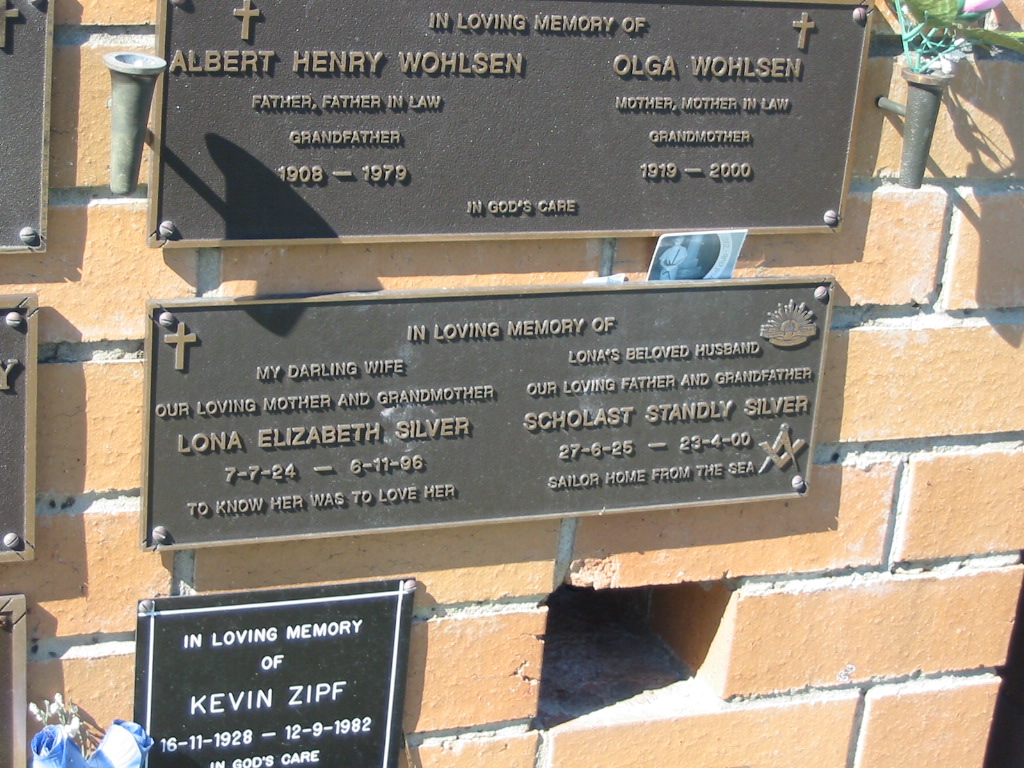 IN LOVING MEMORY OF
ALBERT HENRY WOHLSEN
FATHER, FATHER IN LAW
GRANDFATHER
1908 — 1979
OLGA WOHLSEN
MOTHER, MOTHER IN LAW
GRANDMOTHER
1919 — 2000
IN GOD'S CARE
IN LOVING MEMORY OF
MY DARLING WIFE
OUR LOVING MOTHER AND GRANDMOTHER
LONA ELIZABETH SILVER
7-7-24 — 6-11-96
TO KNOW HER WAS TO LOVE HER
LONA'S BELOVED HUSBAND
OUR LOVING FATHER AND GRANDFATHER
SCHOLAST STANDLY SILVER
27-6-25 — 23-4-00
SAILOR HOME FROM THE SEA
Y
IN LOVING MEMORY
OF
KEVIN ZIPF
16-11-1928 — 12-9-1982
IN GOD'S CARE